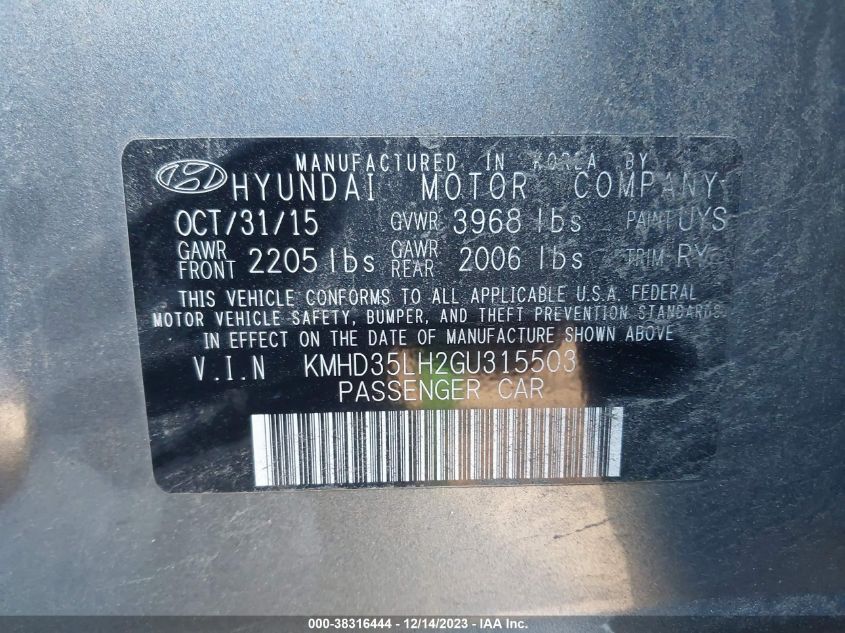 MANUFACTURED IN KOREA BY
HYUNDAI MOTOR COMPANY
OCT/31/15 GVWR 3968 lbs PAINT UYS
GAWR FRONT 2205 lbs GAWR REAR 2006 lbs TRIM RY
THIS VEHICLE CONFORMS TO ALL APPLICABLE U.S.A. FEDERAL
MOTOR VEHICLE SAFETY, BUMPER, AND THEFT PREVENTION STANDARDS
IN EFFECT ON THE DATE OF MANUFACTURE SHOWN ABOVE
V.I.N KMHD35LH2GU315503
PASSENGER CAR
000-38316444 - 12/14/2023 - IAA Inc.